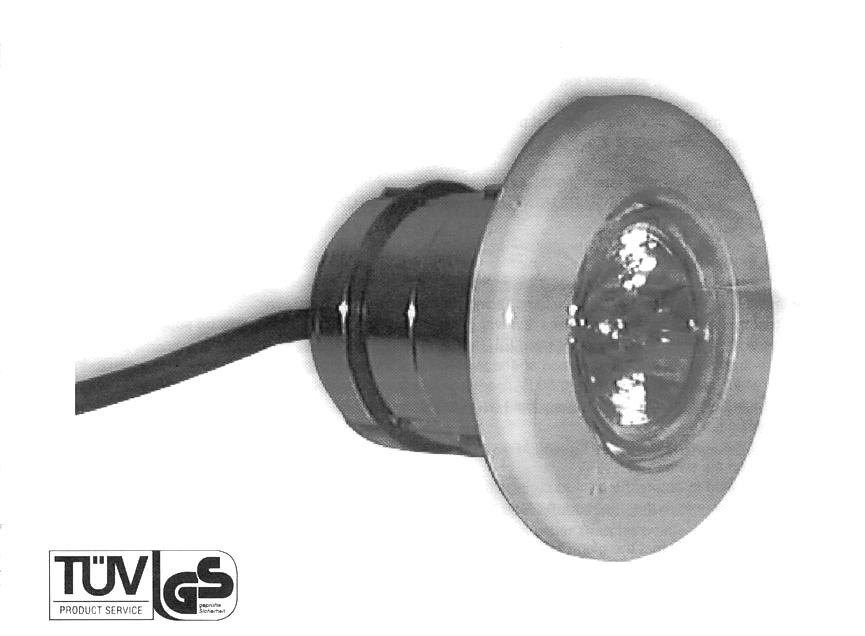 TÜV
PRODUCT SERVICE
GS
geprüfte
Sicherheit